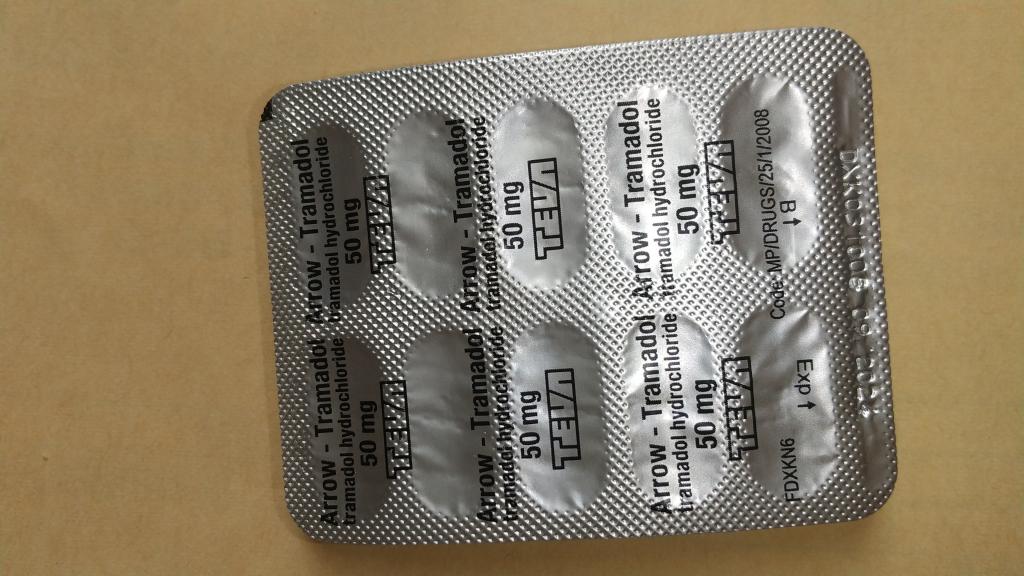 Arrow - Tramadol
tramadol hydrochloride
50 mg
TEVA
Arrow - Tramadol
tramadol hydrochloride
50 mg
TEVA
Arrow - Tramadol
tramadol hydrochloride
50 mg
TEVA
Arrow - Tramadol
tramadol hydrochloride
50 mg
TEVA
Arrow - Tramadol
tramadol hydrochloride
50 mg
TEVA
Arrow - Tramadol
tramadol hydrochloride
50 mg
TEVA
FDXKN6
Exp ↓
Code: MP/DRUGS/25/1/2008
B ↑